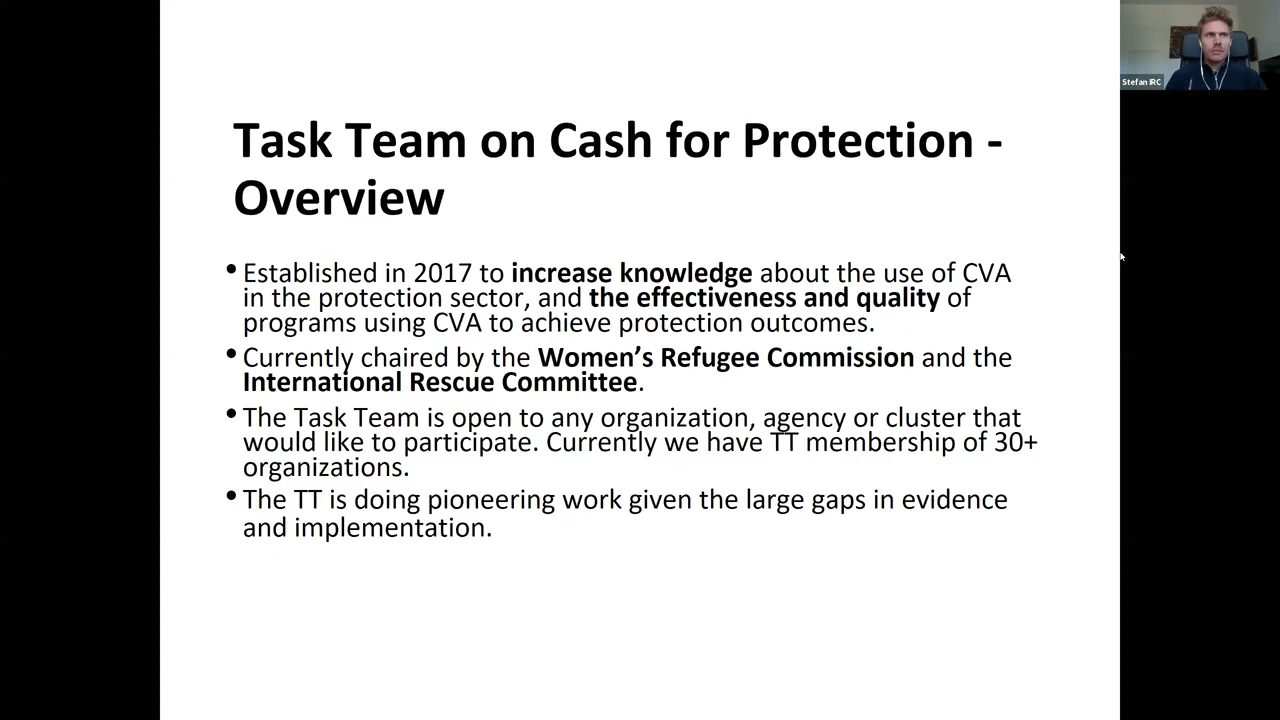 Task Team on Cash for Protection -
Overview
• Established in 2017 to increase knowledge about the use of CVA
in the protection sector, and the effectiveness and quality of
programs using CVA to achieve protection outcomes.
• Currently chaired by the Women’s Refugee Commission and the
International Rescue Committee.
• The Task Team is open to any organization, agency or cluster that
would like to participate. Currently we have TT membership of 30+
organizations.
• The TT is doing pioneering work given the large gaps in evidence
and implementation.
Stefan IRC